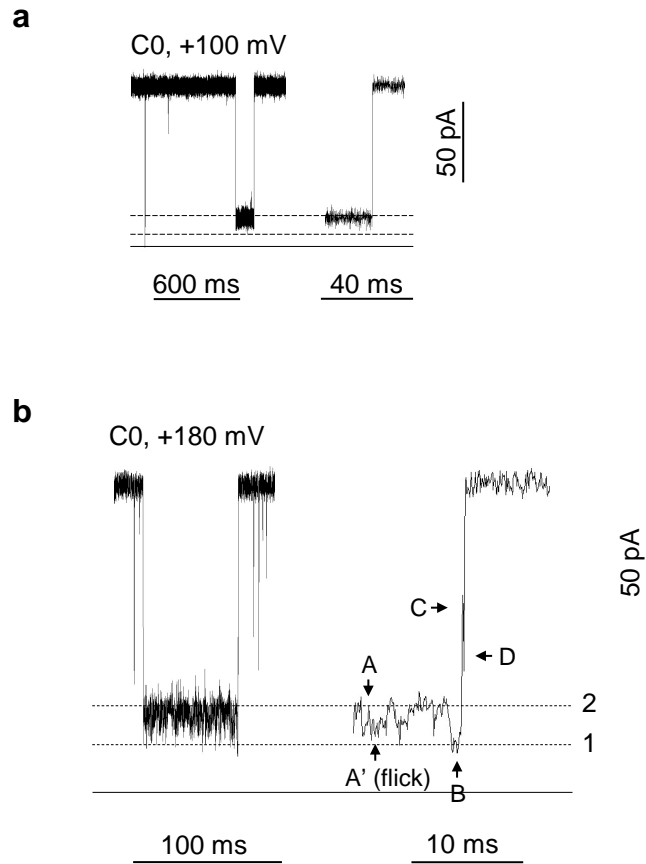 a
C0, +100 mV
50 pA
600 ms
40 ms
b
C0, +180 mV
50 pA
C
D
A
2
1
A' (flick)
B
100 ms
10 ms